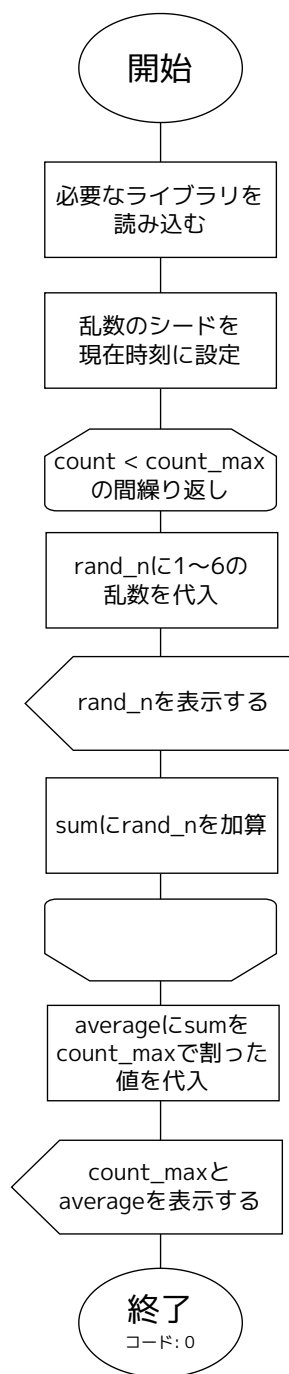 開始
必要なライブラリを
読み込む
乱数のシードを
現在時刻に設定
count < count_max
の間繰り返し
rand_nに1〜6の
乱数を代入
rand_nを表示する
sumにrand_nを加算
averageにsumを
count_maxで割った
値を代入
count_maxと
averageを表示する
終了
コード: 0